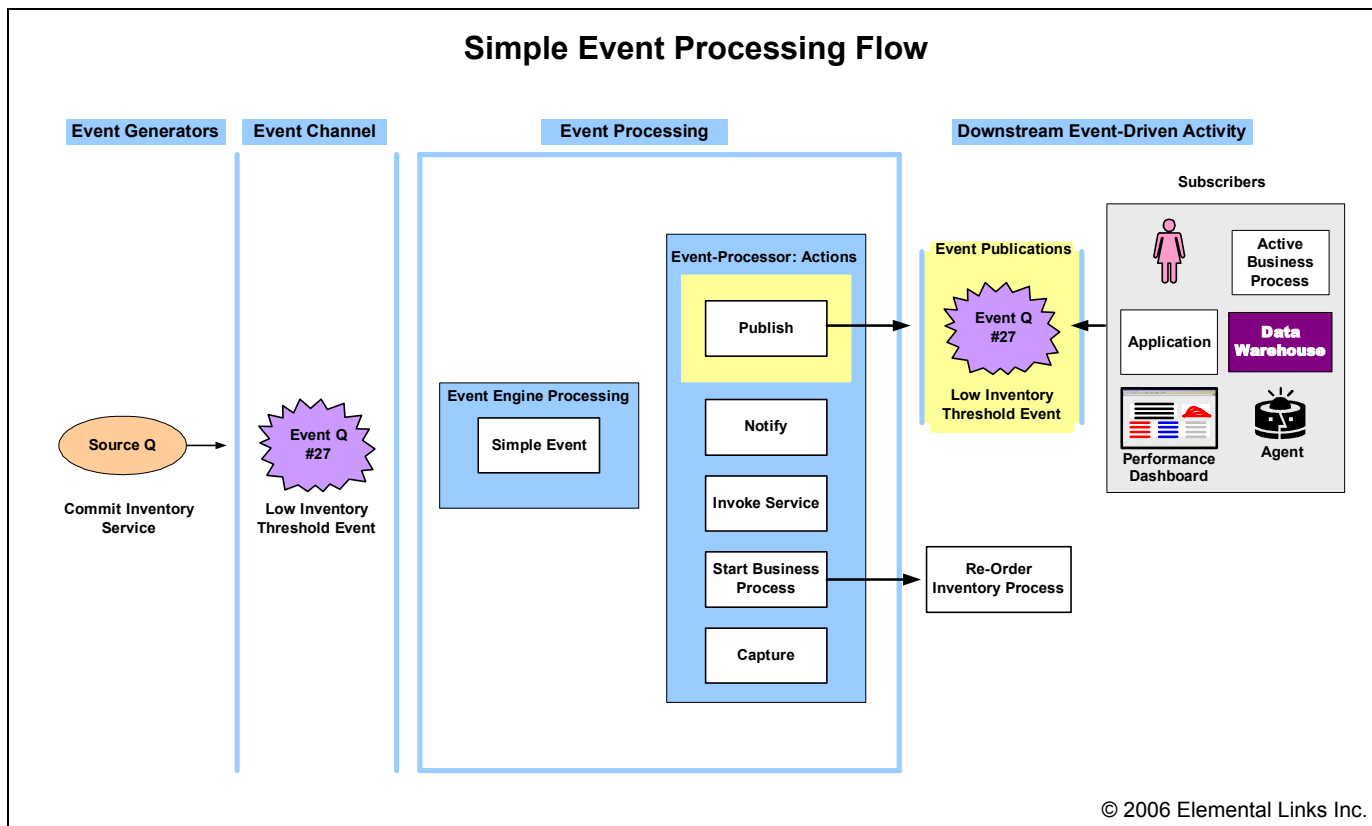 Simple Event Processing Flow
Event Generators
Event Channel
Event Processing
Downstream Event-Driven Activity
Source Q
Commit Inventory
Service
Event Q
#27
Low Inventory
Threshold Event
Event Engine Processing
Simple Event
Event-Processor: Actions
Publish
Notify
Invoke Service
Start Business
Process
Capture
Event Publications
Event Q
#27
Low Inventory
Threshold Event
Re-Order
Inventory Process
Subscribers
Active
Business
Process
Application
Data
Warehouse
Performance
Dashboard
Agent
© 2006 Elemental Links Inc.